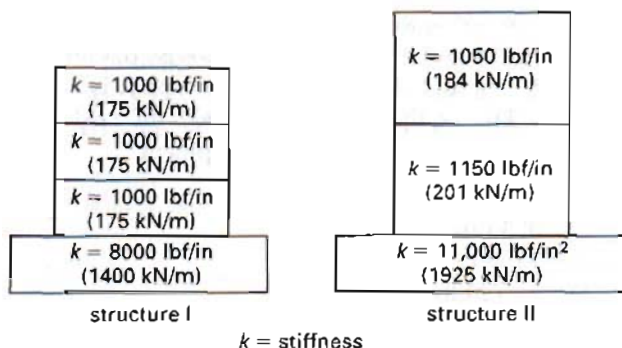 k = 1000 lbf/in
(175 kN/m)
k = 1000 lbf/in
(175 kN/m)
k = 1000 lbf/in
(175 kN/m)
k = 8000 lbf/in
(1400 kN/m)
structure I
k = 1050 lbf/in
(184 kN/m)
k = 1150 lbf/in
(201 kN/m)
k = 11,000 lbf/in²
(1925 kN/m)
structure II
k = stiffness